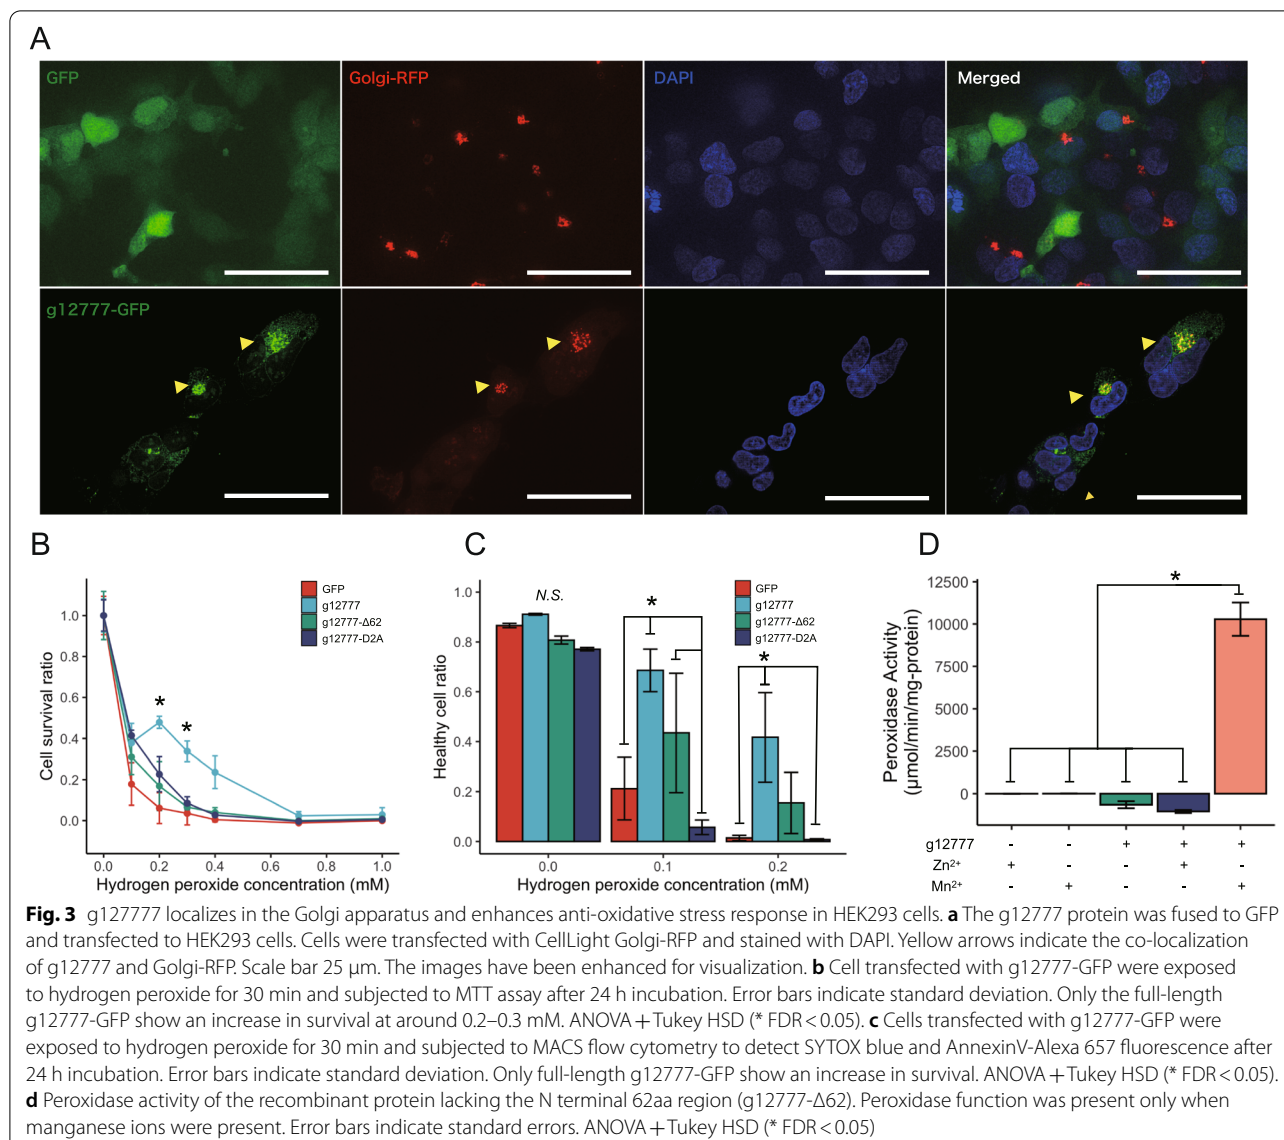 A
GFP
Golgi-RFP
DAPI
Merged
g12777-GFP
B
Cell survival ratio
1.0
0.8
0.6
0.4
0.2
0.0
GFP
g12777
g12777-Δ62
g12777-D2A
*
*
0.0 0.2 0.4 0.6 0.8 1.0
Hydrogen peroxide concentration (mM)
C
Healthy cell ratio
1.0
0.8
0.6
0.4
0.2
0.0
N.S.
*
*
GFP
g12777
g12777-Δ62
g12777-D2A
0.0 0.1 0.2
Hydrogen peroxide concentration (mM)
D
Peroxidase Activity
(μmol/min/mg-protein)
12500
10000
7500
5000
2500
0
*
g12777 - - + + +
Zn²⁺ + - - + -
Mn²⁺ - + - - +
Fig. 3 g127777 localizes in the Golgi apparatus and enhances anti-oxidative stress response in HEK293 cells. a The g12777 protein was fused to GFP
and transfected to HEK293 cells. Cells were transfected with CellLight Golgi-RFP and stained with DAPI. Yellow arrows indicate the co-localization
of g12777 and Golgi-RFP. Scale bar 25 μm. The images have been enhanced for visualization. b Cell transfected with g12777-GFP were exposed
to hydrogen peroxide for 30 min and subjected to MTT assay after 24 h incubation. Error bars indicate standard deviation. Only the full-length
g12777-GFP show an increase in survival at around 0.2–0.3 mM. ANOVA + Tukey HSD (* FDR < 0.05). c Cells transfected with g12777-GFP were
exposed to hydrogen peroxide for 30 min and subjected to MACS flow cytometry to detect SYTOX blue and AnnexinV-Alexa 657 fluorescence after
24 h incubation. Error bars indicate standard deviation. Only full-length g12777-GFP show an increase in survival. ANOVA + Tukey HSD (* FDR < 0.05).
d Peroxidase activity of the recombinant protein lacking the N terminal 62aa region (g12777-Δ62). Peroxidase function was present only when
manganese ions were present. Error bars indicate standard errors. ANOVA + Tukey HSD (* FDR < 0.05)